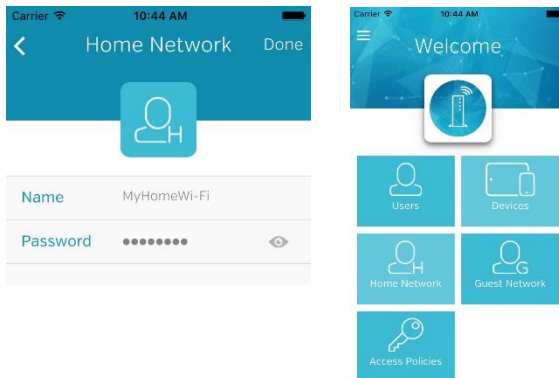 Carrier 10:44 AM
Home Network Done
H
Name MyHomeWi-Fi
Password ●●●●●●●●
Carrier 10:44 AM
Welcome
Users Devices
H G
Home Network Guest Network
Access Policies